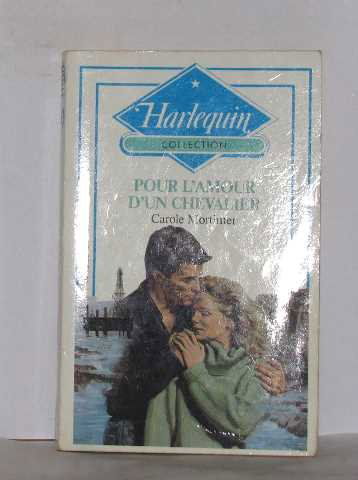 Harlequin
COLLECTION
POUR L'AMOUR
D'UN CHEVALIER
Carole Mortimer